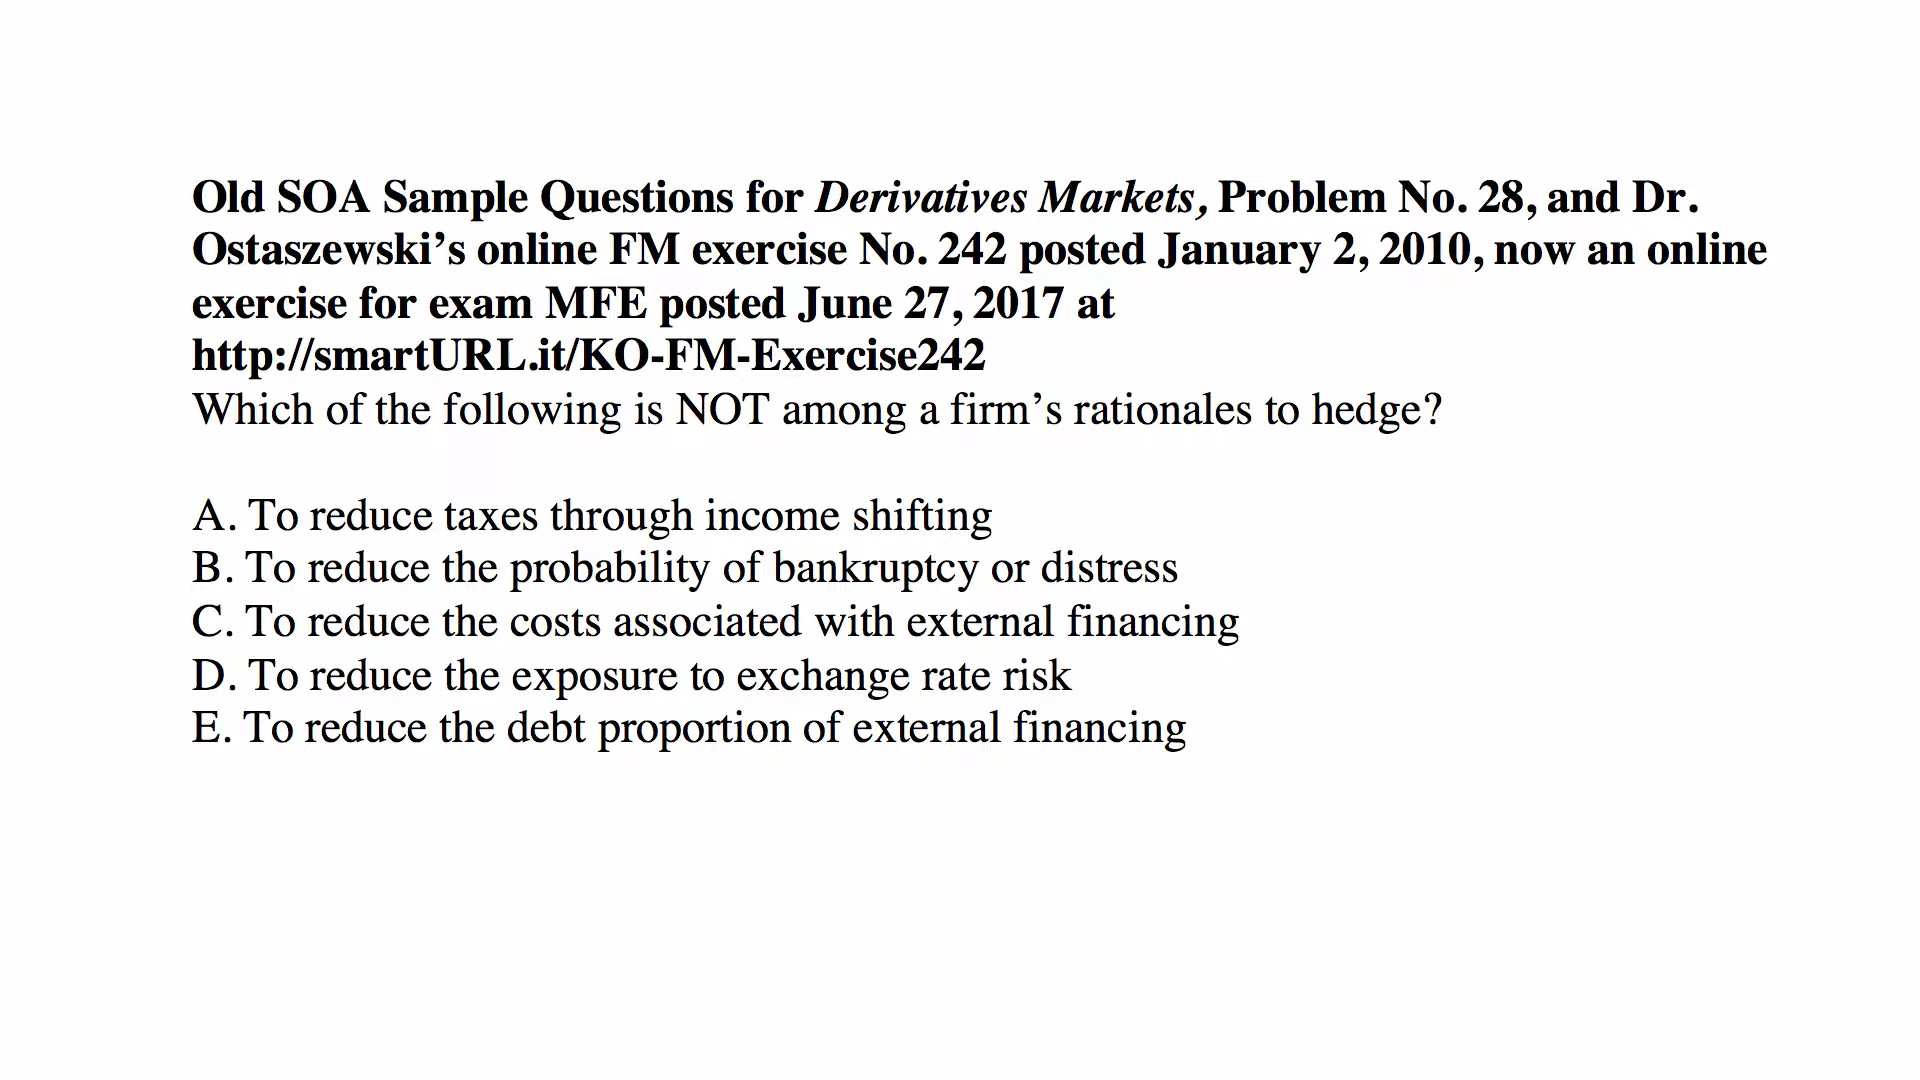 Old SOA Sample Questions for Derivatives Markets, Problem No. 28, and Dr.
Ostaszewski’s online FM exercise No. 242 posted January 2, 2010, now an online
exercise for exam MFE posted June 27, 2017 at
http://smartURL.it/KO-FM-Exercise242
Which of the following is NOT among a firm’s rationales to hedge?
A. To reduce taxes through income shifting
B. To reduce the probability of bankruptcy or distress
C. To reduce the costs associated with external financing
D. To reduce the exposure to exchange rate risk
E. To reduce the debt proportion of external financing